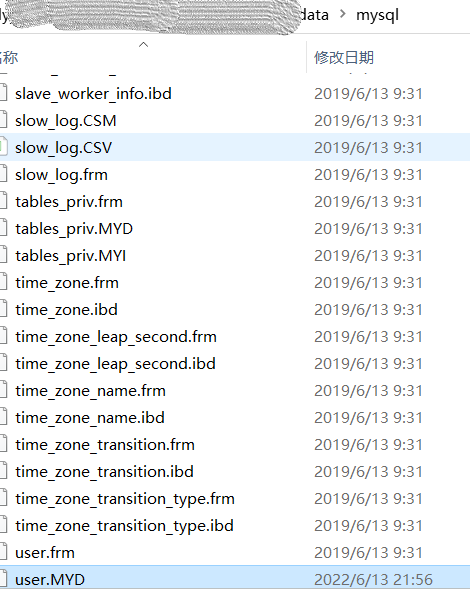 data > mysql
名称 修改日期
slave_worker_info.ibd 2019/6/13 9:31
slow_log.CSM 2019/6/13 9:31
slow_log.CSV 2019/6/13 9:31
slow_log.frm 2019/6/13 9:31
tables_priv.frm 2019/6/13 9:31
tables_priv.MYD 2019/6/13 9:31
tables_priv.MYI 2019/6/13 9:31
time_zone.frm 2019/6/13 9:31
time_zone.ibd 2019/6/13 9:31
time_zone_leap_second.frm 2019/6/13 9:31
time_zone_leap_second.ibd 2019/6/13 9:31
time_zone_name.frm 2019/6/13 9:31
time_zone_name.ibd 2019/6/13 9:31
time_zone_transition.frm 2019/6/13 9:31
time_zone_transition.ibd 2019/6/13 9:31
time_zone_transition_type.frm 2019/6/13 9:31
time_zone_transition_type.ibd 2019/6/13 9:31
user.frm 2019/6/13 9:31
user.MYD 2022/6/13 21:56